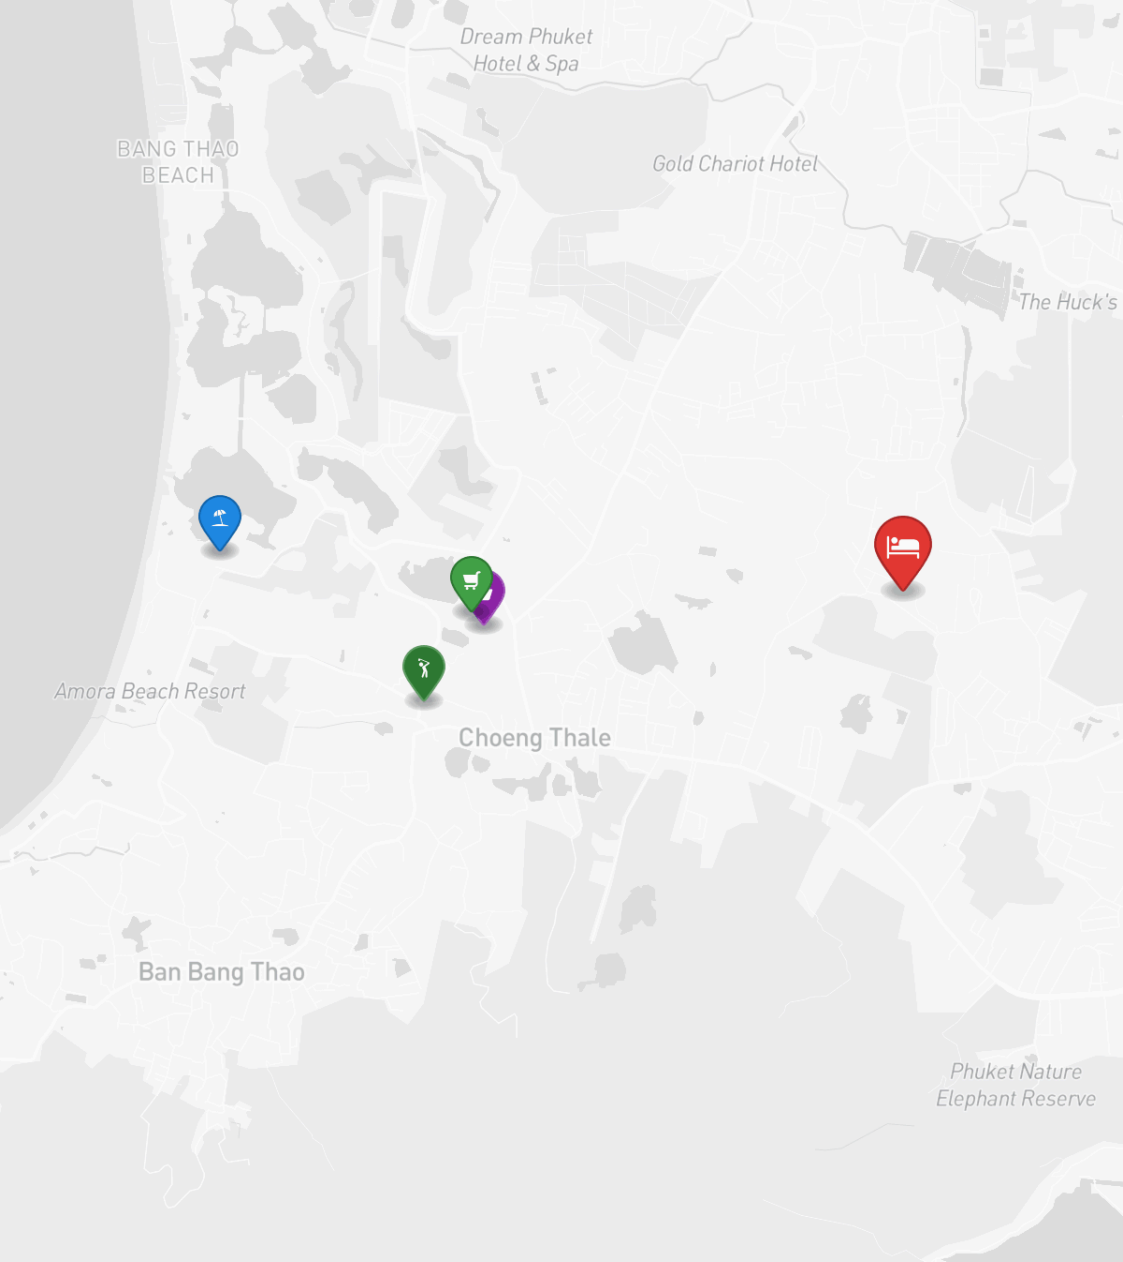 Dream Phuket
Hotel & Spa
BANG THAO
BEACH
Gold Chariot Hotel
The Huck's
Amora Beach Resort
Choeng Thale
Ban Bang Thao
Phuket Nature
Elephant Reserve